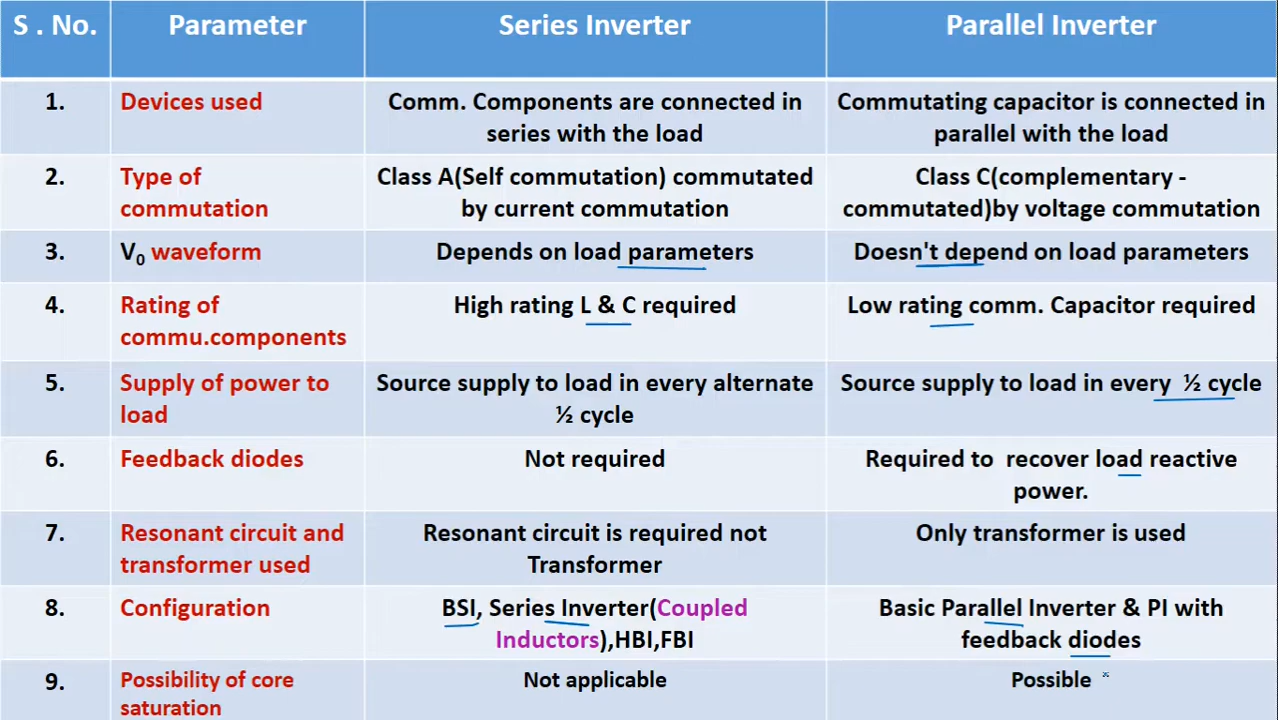 S . No. Parameter Series Inverter Parallel Inverter
1. Devices used Comm. Components are connected in Commutating capacitor is connected in
series with the load parallel with the load
2. Type of Class A(Self commutation) commutated Class C(complementary -
commutation by current commutation commutated)by voltage commutation
3. V0 waveform Depends on load parameters Doesn't depend on load parameters
4. Rating of High rating L & C required Low rating comm. Capacitor required
commu.components
5. Supply of power to Source supply to load in every alternate Source supply to load in every ½ cycle
load ½ cycle
6. Feedback diodes Not required Required to recover load reactive
power.
7. Resonant circuit and Resonant circuit is required not Only transformer is used
transformer used Transformer
8. Configuration BSI, Series Inverter(Coupled Basic Parallel Inverter & PI with
Inductors),HBI,FBI feedback diodes
9. Possibility of core Not applicable Possible
saturation